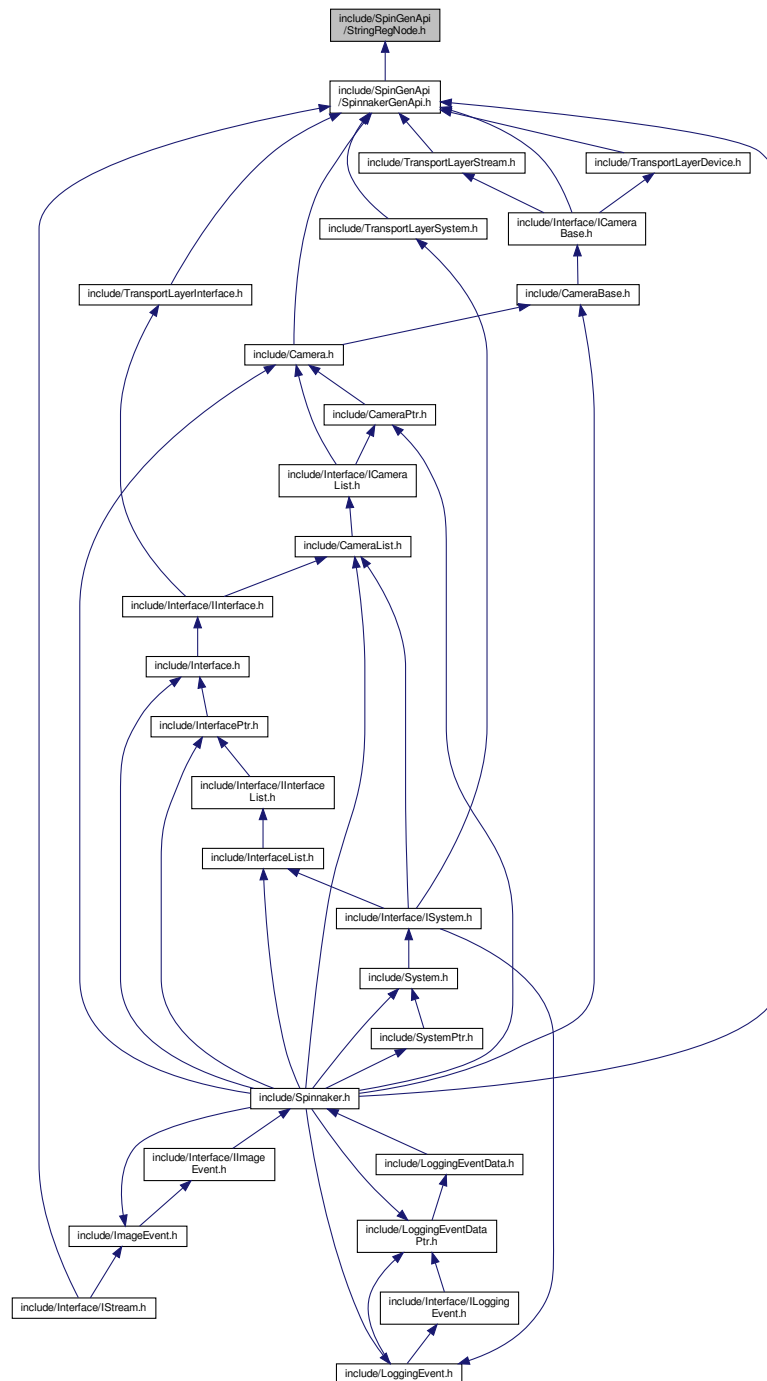 include/SpinGenApi
/StringRegNode.h
include/SpinGenApi
/SpinnakerGenApi.h
include/TransportLayerStream.h
include/TransportLayerDevice.h
include/TransportLayerSystem.h
include/Interface/ICamera
Base.h
include/TransportLayerInterface.h
include/CameraBase.h
include/Camera.h
include/CameraPtr.h
include/Interface/ICamera
List.h
include/CameraList.h
include/Interface/IInterface.h
include/Interface.h
include/InterfacePtr.h
include/Interface/IInterface
List.h
include/InterfaceList.h
include/Interface/ISystem.h
include/System.h
include/SystemPtr.h
include/Spinnaker.h
include/Interface/IImage
Event.h
include/LoggingEventData.h
include/ImageEvent.h
include/LoggingEventData
Ptr.h
include/Interface/IStream.h
include/Interface/ILogging
Event.h
include/LoggingEvent.h